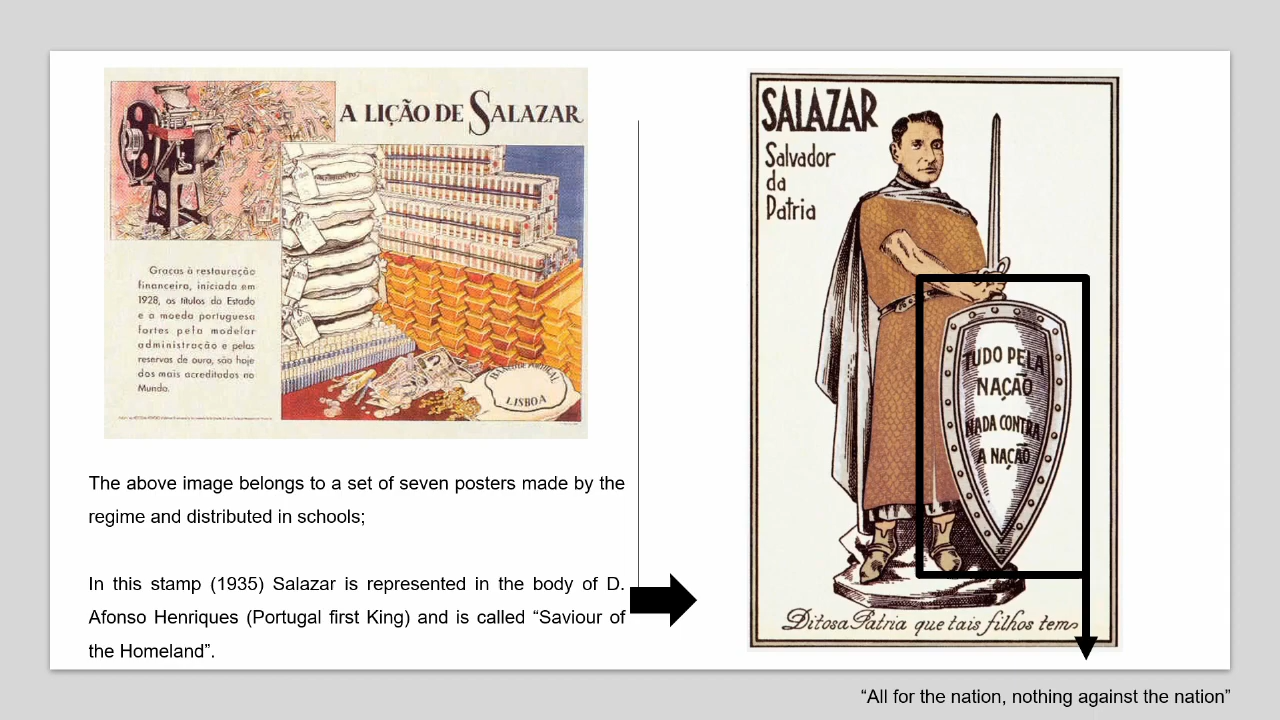 A LIÇÃO DE SALAZAR
Graças à restauração
financeira, iniciada em
1928, os títulos do Estado
e a moeda portuguesa
fortes pela modelar
administração e pelas
reservas de ouro, são hoje
dos mais acreditados no
Mundo.
BANCO DE PORTUGAL
LISBOA
The above image belongs to a set of seven posters made by the
regime and distributed in schools;
In this stamp (1935) Salazar is represented in the body of D.
Afonso Henriques (Portugal first King) and is called “Saviour of
the Homeland”.
SALAZAR
Salvador
da
Patria
TUDO PELA
NAÇÃO
NADA CONTRA
A NAÇÃO
Ditosa Patria que tais filhos tem
“All for the nation, nothing against the nation”